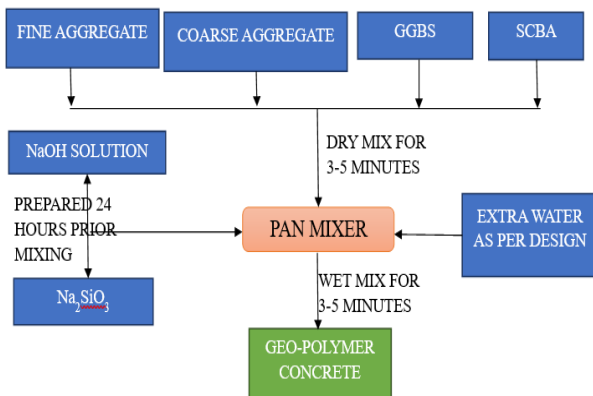 FINE AGGREGATE
COARSE AGGREGATE
GGBS
SCBA
DRY MIX FOR
3-5 MINUTES
NaOH SOLUTION
PREPARED 24
HOURS PRIOR
MIXING
PAN MIXER
EXTRA WATER
AS PER DESIGN
Na₂SiO₃
WET MIX FOR
3-5 MINUTES
GEO-POLYMER
CONCRETE